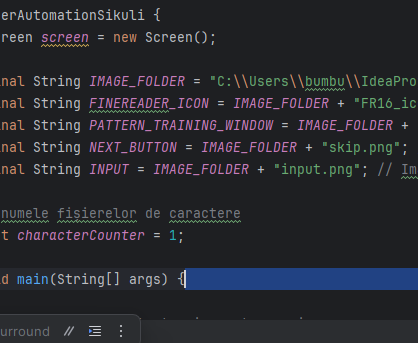 erAutomationSikuli {
reen screen = new Screen();
nal String IMAGE_FOLDER = "C:\\Users\\bumbu\\IdeaPro
nal String FINEREADER_ICON = IMAGE_FOLDER + "FR16_ic
nal String PATTERN_TRAINING_WINDOW = IMAGE_FOLDER +
nal String NEXT_BUTTON = IMAGE_FOLDER + "skip.png";
nal String INPUT = IMAGE_FOLDER + "input.png"; // Im
numele fisierelor de caractere
t characterCounter = 1;
d main(String[] args) {
urround //